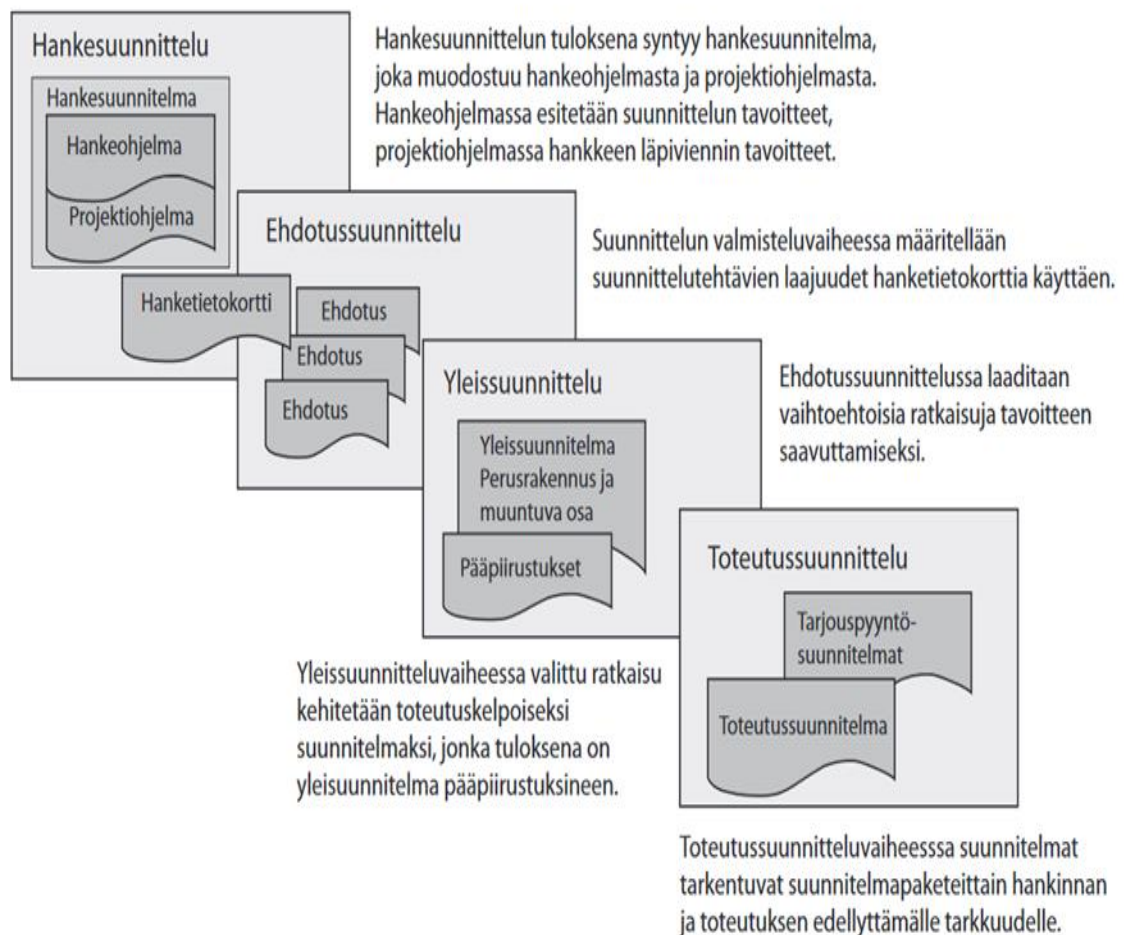 Hankesuunnittelu
Hankesuunnitelma
Hankeohjelma
Projektiohjelma
Hankesuunnittelun tuloksena syntyy hankesuunnitelma,
joka muodostuu hankeohjelmasta ja projektiohjelmasta.
Hankeohjelmassa esitetään suunnittelun tavoitteet,
projektiohjelmassa hankkeen läpiviennin tavoitteet.
Hanketietokortti
Ehdotussuunnittelu
Ehdotus
Ehdotus
Ehdotus
Suunnittelun valmisteluvaiheessa määritellään
suunnittelutehtävien laajuudet hanketietokorttia käyttäen.
Yleissuunnittelu
Yleissuunnitelma
Perusrakennus ja
muuntuva osa
Pääpiirustukset
Ehdotussuunnittelussa laaditaan
vaihtoehtoisia ratkaisuja tavoitteen
saavuttamiseksi.
Toteutussuunnittelu
Tarjouspyyntö-
suunnitelmat
Toteutussuunnitelma
Yleissuunnitteluvaiheessa valittu ratkaisu
kehitetään toteutuskelpoiseksi
suunnitelmaksi, jonka tuloksena on
yleisuunnitelma pääpiirustuksineen.
Toteutussuunnitteluvaiheesssa suunnitelmat
tarkentuvat suunnitelmapaketeittain hankinnan
ja toteutuksen edellyttämälle tarkkuudelle.